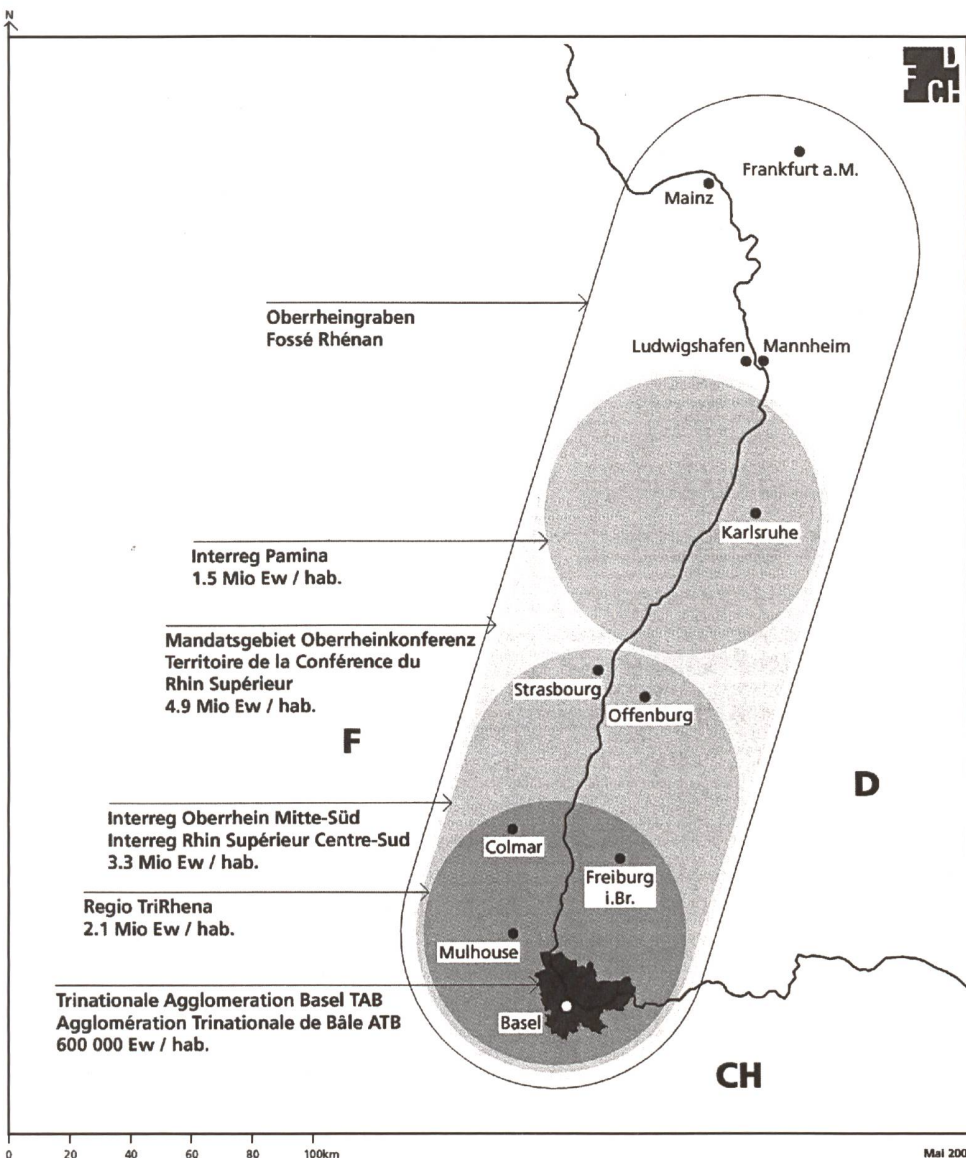 N
F D CH
Frankfurt a.M.
Mainz
Oberrheingraben
Fossé Rhénan
Ludwigshafen
Mannheim
Karlsruhe
Interreg Pamina
1.5 Mio Ew / hab.
Mandatsgebiet Oberrheinkonferenz
Territoire de la Conférence du
Rhin Supérieur
4.9 Mio Ew / hab.
Strasbourg
Offenburg
F
D
Interreg Oberrhein Mitte-Süd
Interreg Rhin Supérieur Centre-Sud
3.3 Mio Ew / hab.
Colmar
Freiburg
i.Br.
Regio TriRhena
2.1 Mio Ew / hab.
Mulhouse
Trinationale Agglomeration Basel TAB
Agglomération Trinationale de Bâle ATB
600 000 Ew / hab.
Basel
CH
0 20 40 60 80 100km
Mai 200